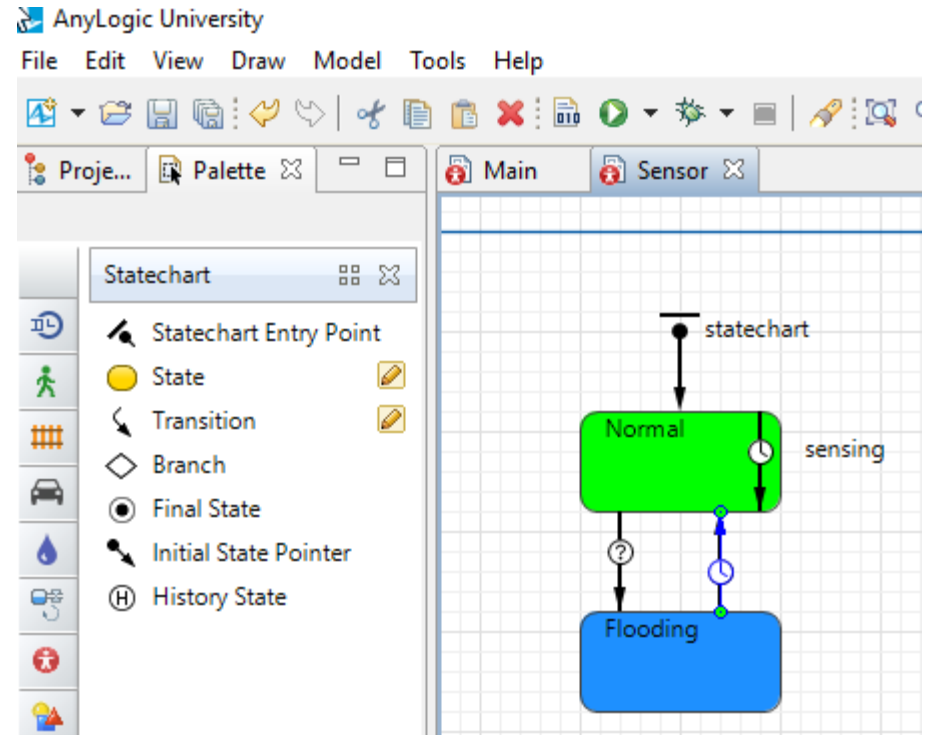 AnyLogic University
File Edit View Draw Model Tools Help
Proje... Palette Main Sensor
Statechart
Statechart Entry Point
State
Transition
Branch
Final State
Initial State Pointer
H History State
statechart
Normal
sensing
?
Flooding